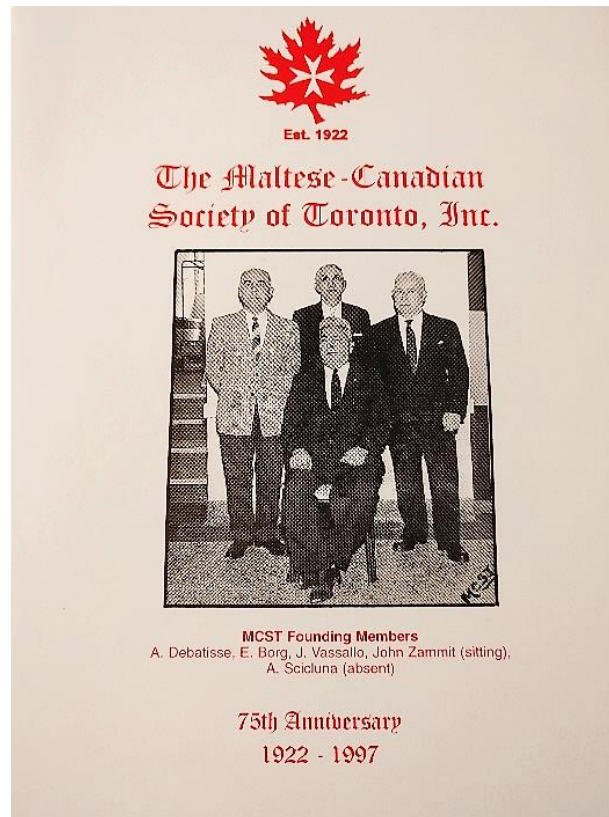 Est. 1922
The Maltese-Canadian
Society of Toronto, Inc.
MCST
MCST Founding Members
A. Debatisse, E. Borg, J. Vassallo, John Zammit (sitting),
A. Scicluna (absent)
75th Anniversary
1922 - 1997